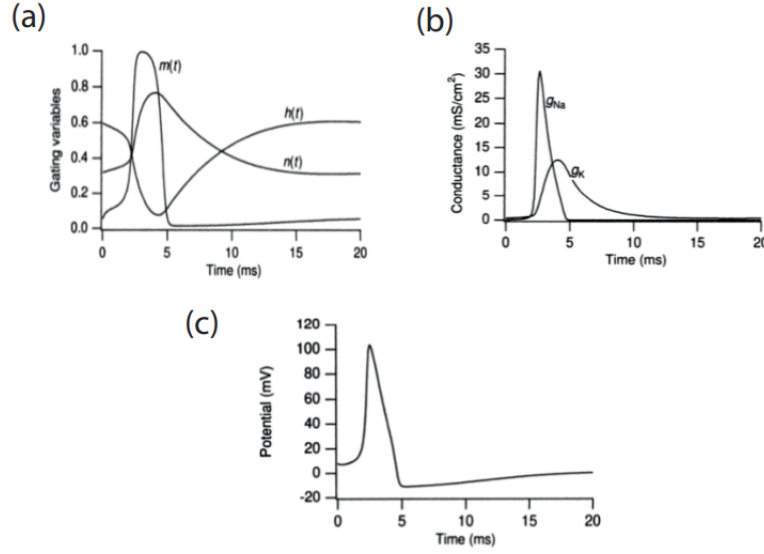 (a)
1.0
0.8
0.6
0.4
0.2
0.0
Gating variables
m(t)
h(t)
n(t)
0 5 10 15 20
Time (ms)
(b)
35
30
25
20
15
10
5
0
Conductance (mS/cm²)
gNa
gK
0 5 10 15 20
Time (ms)
(c)
120
100
80
60
40
20
0
-20
Potential (mV)
0 5 10 15 20
Time (ms)